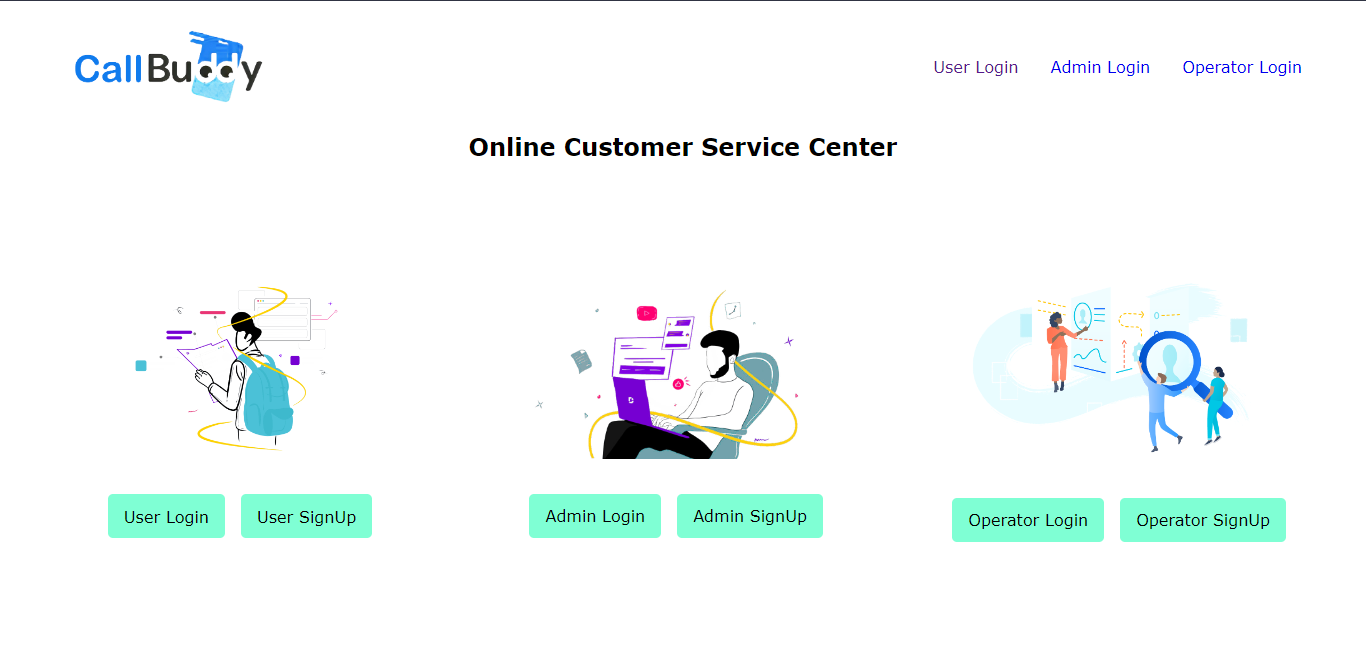 CallBuddy
User Login Admin Login Operator Login
Online Customer Service Center
User Login User SignUp Admin Login Admin SignUp Operator Login Operator SignUp